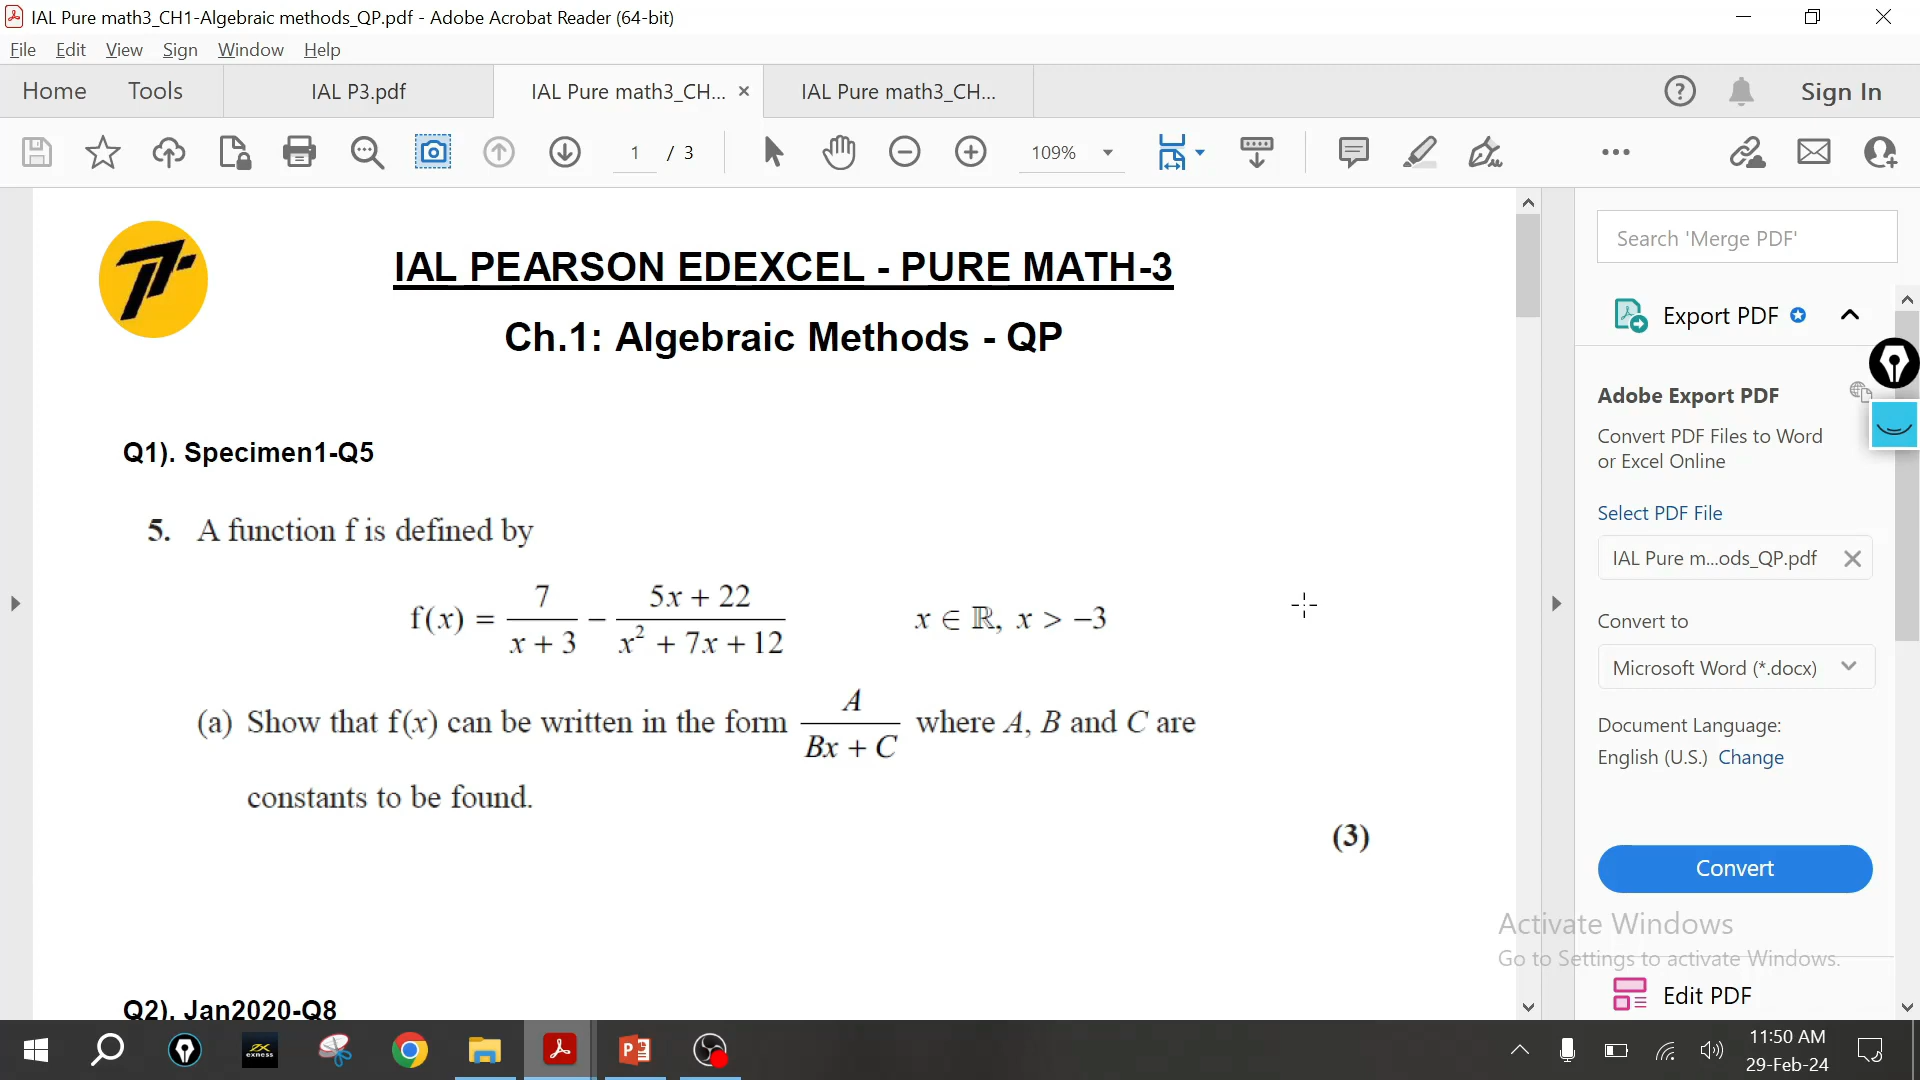 IAL Pure math3_CH1-Algebraic methods_QP.pdf - Adobe Acrobat Reader (64-bit)
File Edit View Sign Window Help
Home Tools IAL P3.pdf IAL Pure math3_CH... × IAL Pure math3_CH... Sign In
1 / 3 109%
IAL PEARSON EDEXCEL - PURE MATH-3
Ch.1: Algebraic Methods - QP
Q1). Specimen1-Q5
5. A function f is defined by
f(x) = 7/(x + 3) − (5x + 22)/(x² + 7x + 12) x ∈ ℝ, x > −3
(a) Show that f(x) can be written in the form A/(Bx + C) where A, B and C are
constants to be found.
(3)
Q2). Jan2020-Q8
Search 'Merge PDF'
Export PDF
Adobe Export PDF
Convert PDF Files to Word
or Excel Online
Select PDF File
IAL Pure m...ods_QP.pdf
Convert to
Microsoft Word (*.docx)
Document Language:
English (U.S.) Change
Convert
Activate Windows
Go to Settings to activate Windows.
Edit PDF
exness
11:50 AM
29-Feb-24